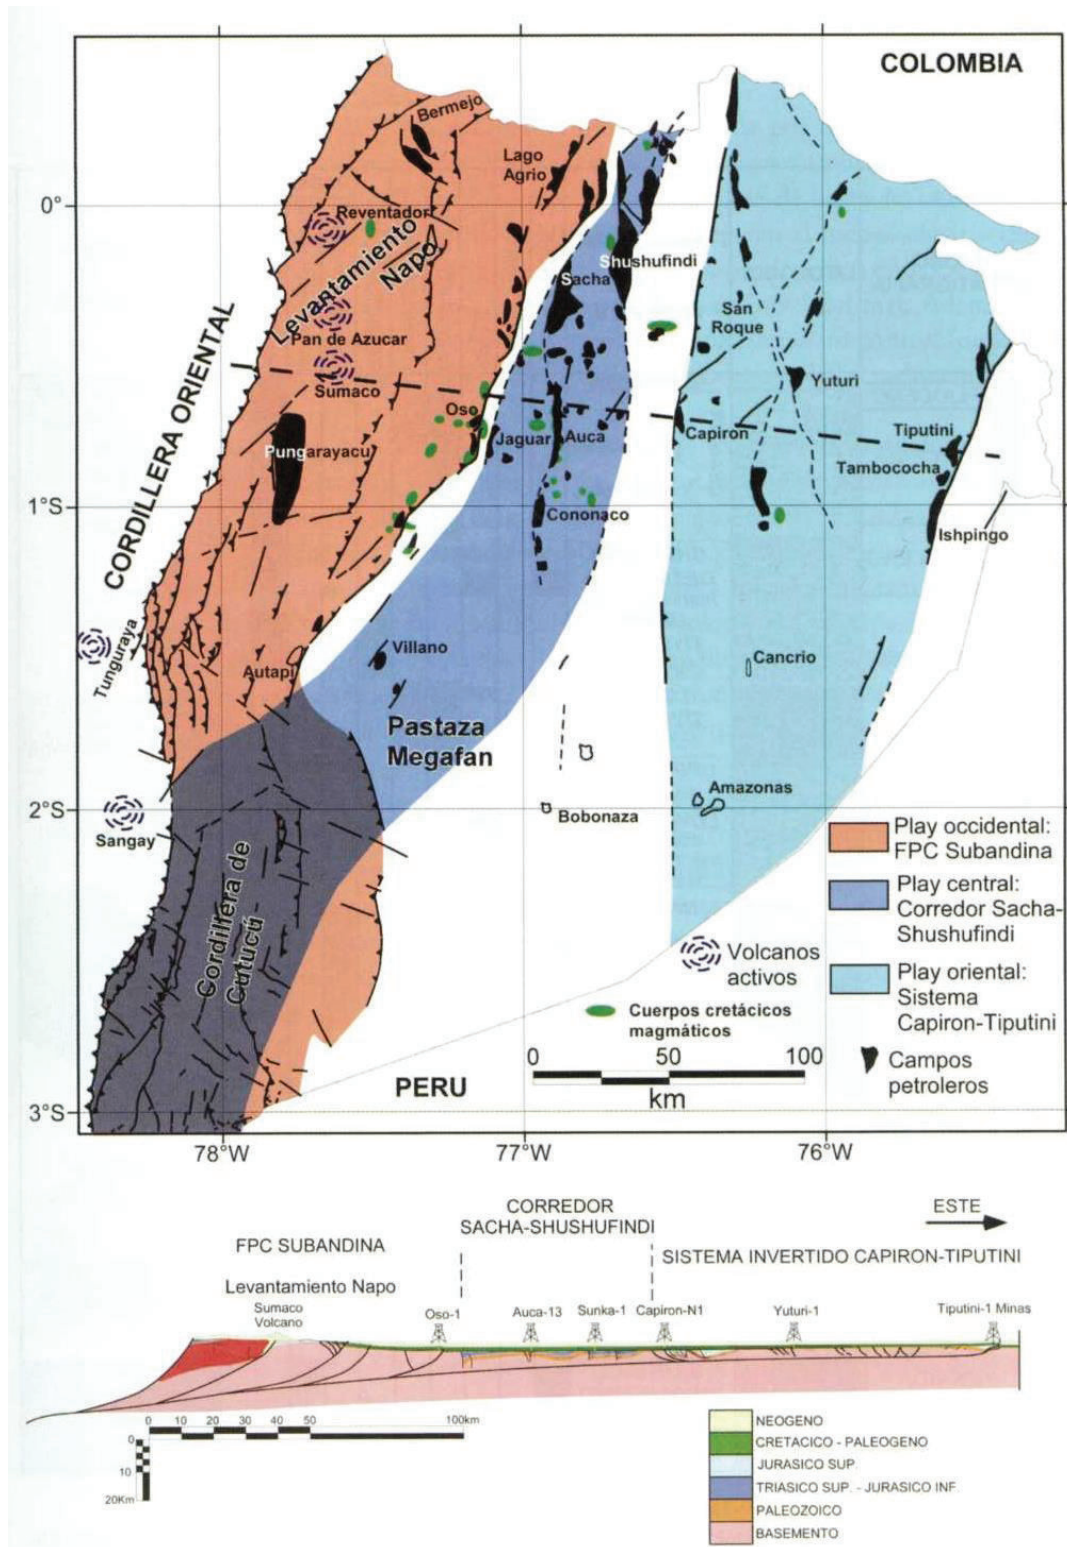 COLOMBIA
Bermejo
Lago
Agrio
0°
Reventador
Levantamiento
Napo
Shushufindi
Sacha
San
Roque
Pan de Azucar
Sumaco
Yuturi
CORDILLERA ORIENTAL
Oso
Jaguar
Auca
Capiron
Tiputini
Pungarayacu
Tambococha
1°S
Cononaco
Ishpingo
Tunguraya
Villano
Autapi
Cancrio
Pastaza
Megafan
Amazonas
2°S
Bobonaza
Sangay
Play occidental:
FPC Subandina
Cordillera de
Cutucú
Play central:
Corredor Sacha-
Shushufindi
Volcanos
activos
Play oriental:
Sistema
Capiron-Tiputini
Cuerpos cretácicos
magmáticos
0 50 100
km
Campos
petroleros
PERU
3°S
78°W 77°W 76°W
CORREDOR
SACHA-SHUSHUFINDI
ESTE
FPC SUBANDINA
SISTEMA INVERTIDO CAPIRON-TIPUTINI
Levantamiento Napo
Sumaco
Volcano
Oso-1 Auca-13 Sunka-1 Capiron-N1 Yuturi-1 Tiputini-1 Minas
0 10 20 30 40 50 100km
0
10
20Km
NEOGENO
CRETACICO - PALEOGENO
JURASICO SUP.
TRIASICO SUP. - JURASICO INF.
PALEOZOICO
BASEMENTO